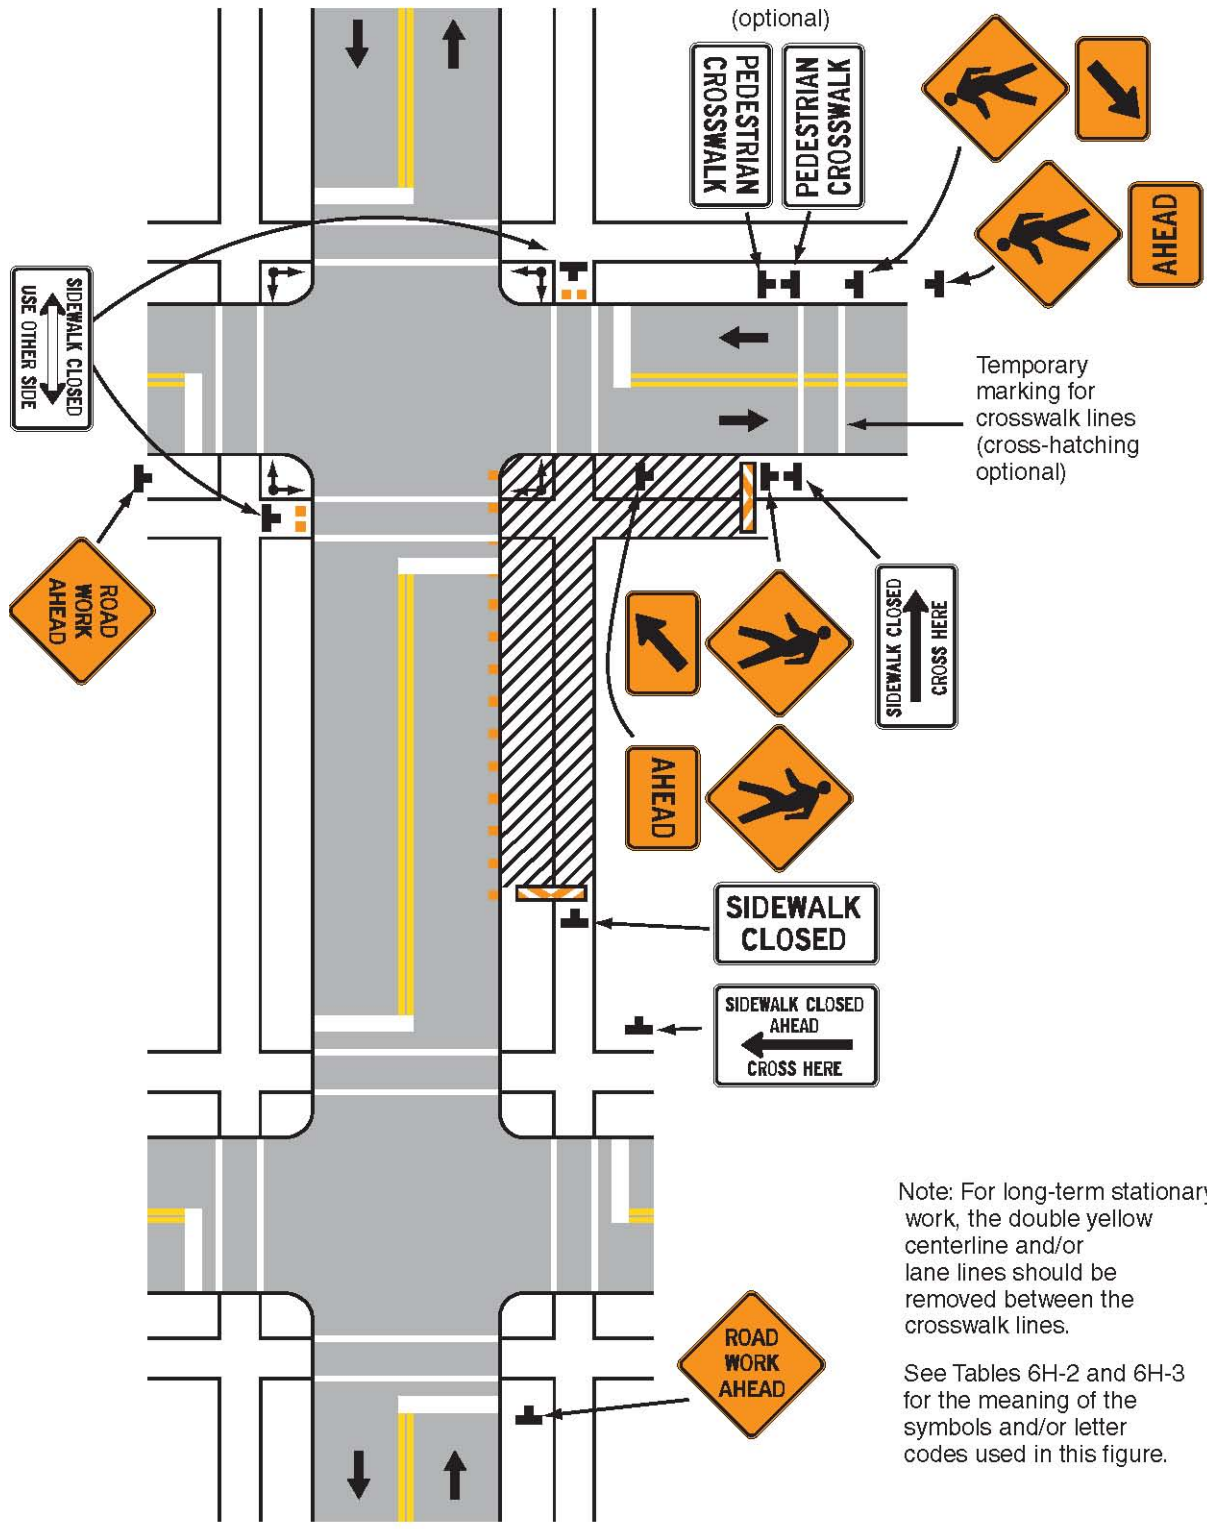 (optional)
PEDESTRIAN
CROSSWALK
PEDESTRIAN
CROSSWALK
AHEAD
SIDEWALK CLOSED
USE OTHER SIDE
Temporary
marking for
crosswalk lines
(cross-hatching
optional)
ROAD
WORK
AHEAD
SIDEWALK CLOSED
CROSS HERE
AHEAD
SIDEWALK
CLOSED
SIDEWALK CLOSED
AHEAD
CROSS HERE
Note: For long-term stationary
work, the double yellow
centerline and/or
lane lines should be
removed between the
crosswalk lines.
ROAD
WORK
AHEAD
See Tables 6H-2 and 6H-3
for the meaning of the
symbols and/or letter
codes used in this figure.